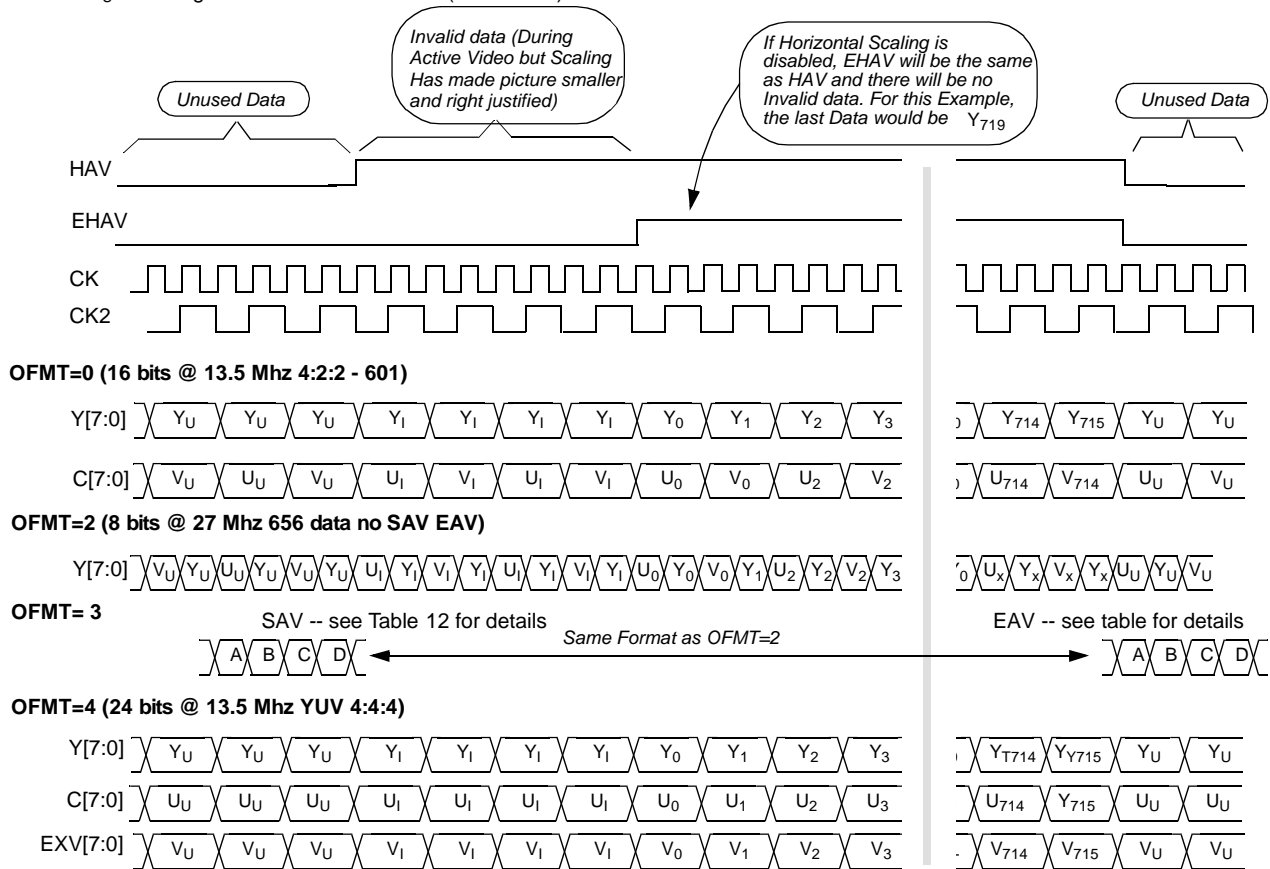 Invalid data (During
Active Video but Scaling
Has made picture smaller
and right justified)
If Horizontal Scaling is
disabled, EHAV will be the same
as HAV and there will be no
Invalid data. For this Example,
the last Data would be Y719
Unused Data
Unused Data
HAV
EHAV
CK
CK2
OFMT=0 (16 bits @ 13.5 Mhz 4:2:2 - 601)
Y[7:0] YU YU YU YI YI YI YI Y0 Y1 Y2 Y3 Y714 Y715 YU YU
C[7:0] VU UU VU UI VI UI VI U0 V0 U2 V2 U714 V714 UU VU
OFMT=2 (8 bits @ 27 Mhz 656 data no SAV EAV)
Y[7:0] VU YU UU YU VU YU UI YI VI YI UI YI VI YI U0 Y0 V0 Y1 U2 Y2 V2 Y3 Y0 Ux Yx Vx Yx UU YU VU
OFMT= 3
SAV -- see Table 12 for details
Same Format as OFMT=2
EAV -- see table for details
A B C D A B C D
OFMT=4 (24 bits @ 13.5 Mhz YUV 4:4:4)
Y[7:0] YU YU YU YI YI YI YI Y0 Y1 Y2 Y3 YT714 YY715 YU YU
C[7:0] UU UU UU UI UI UI UI U0 U1 U2 U3 U714 Y715 UU UU
EXV[7:0] VU VU VU VI VI VI VI V0 V1 V2 V3 V714 V715 VU VU